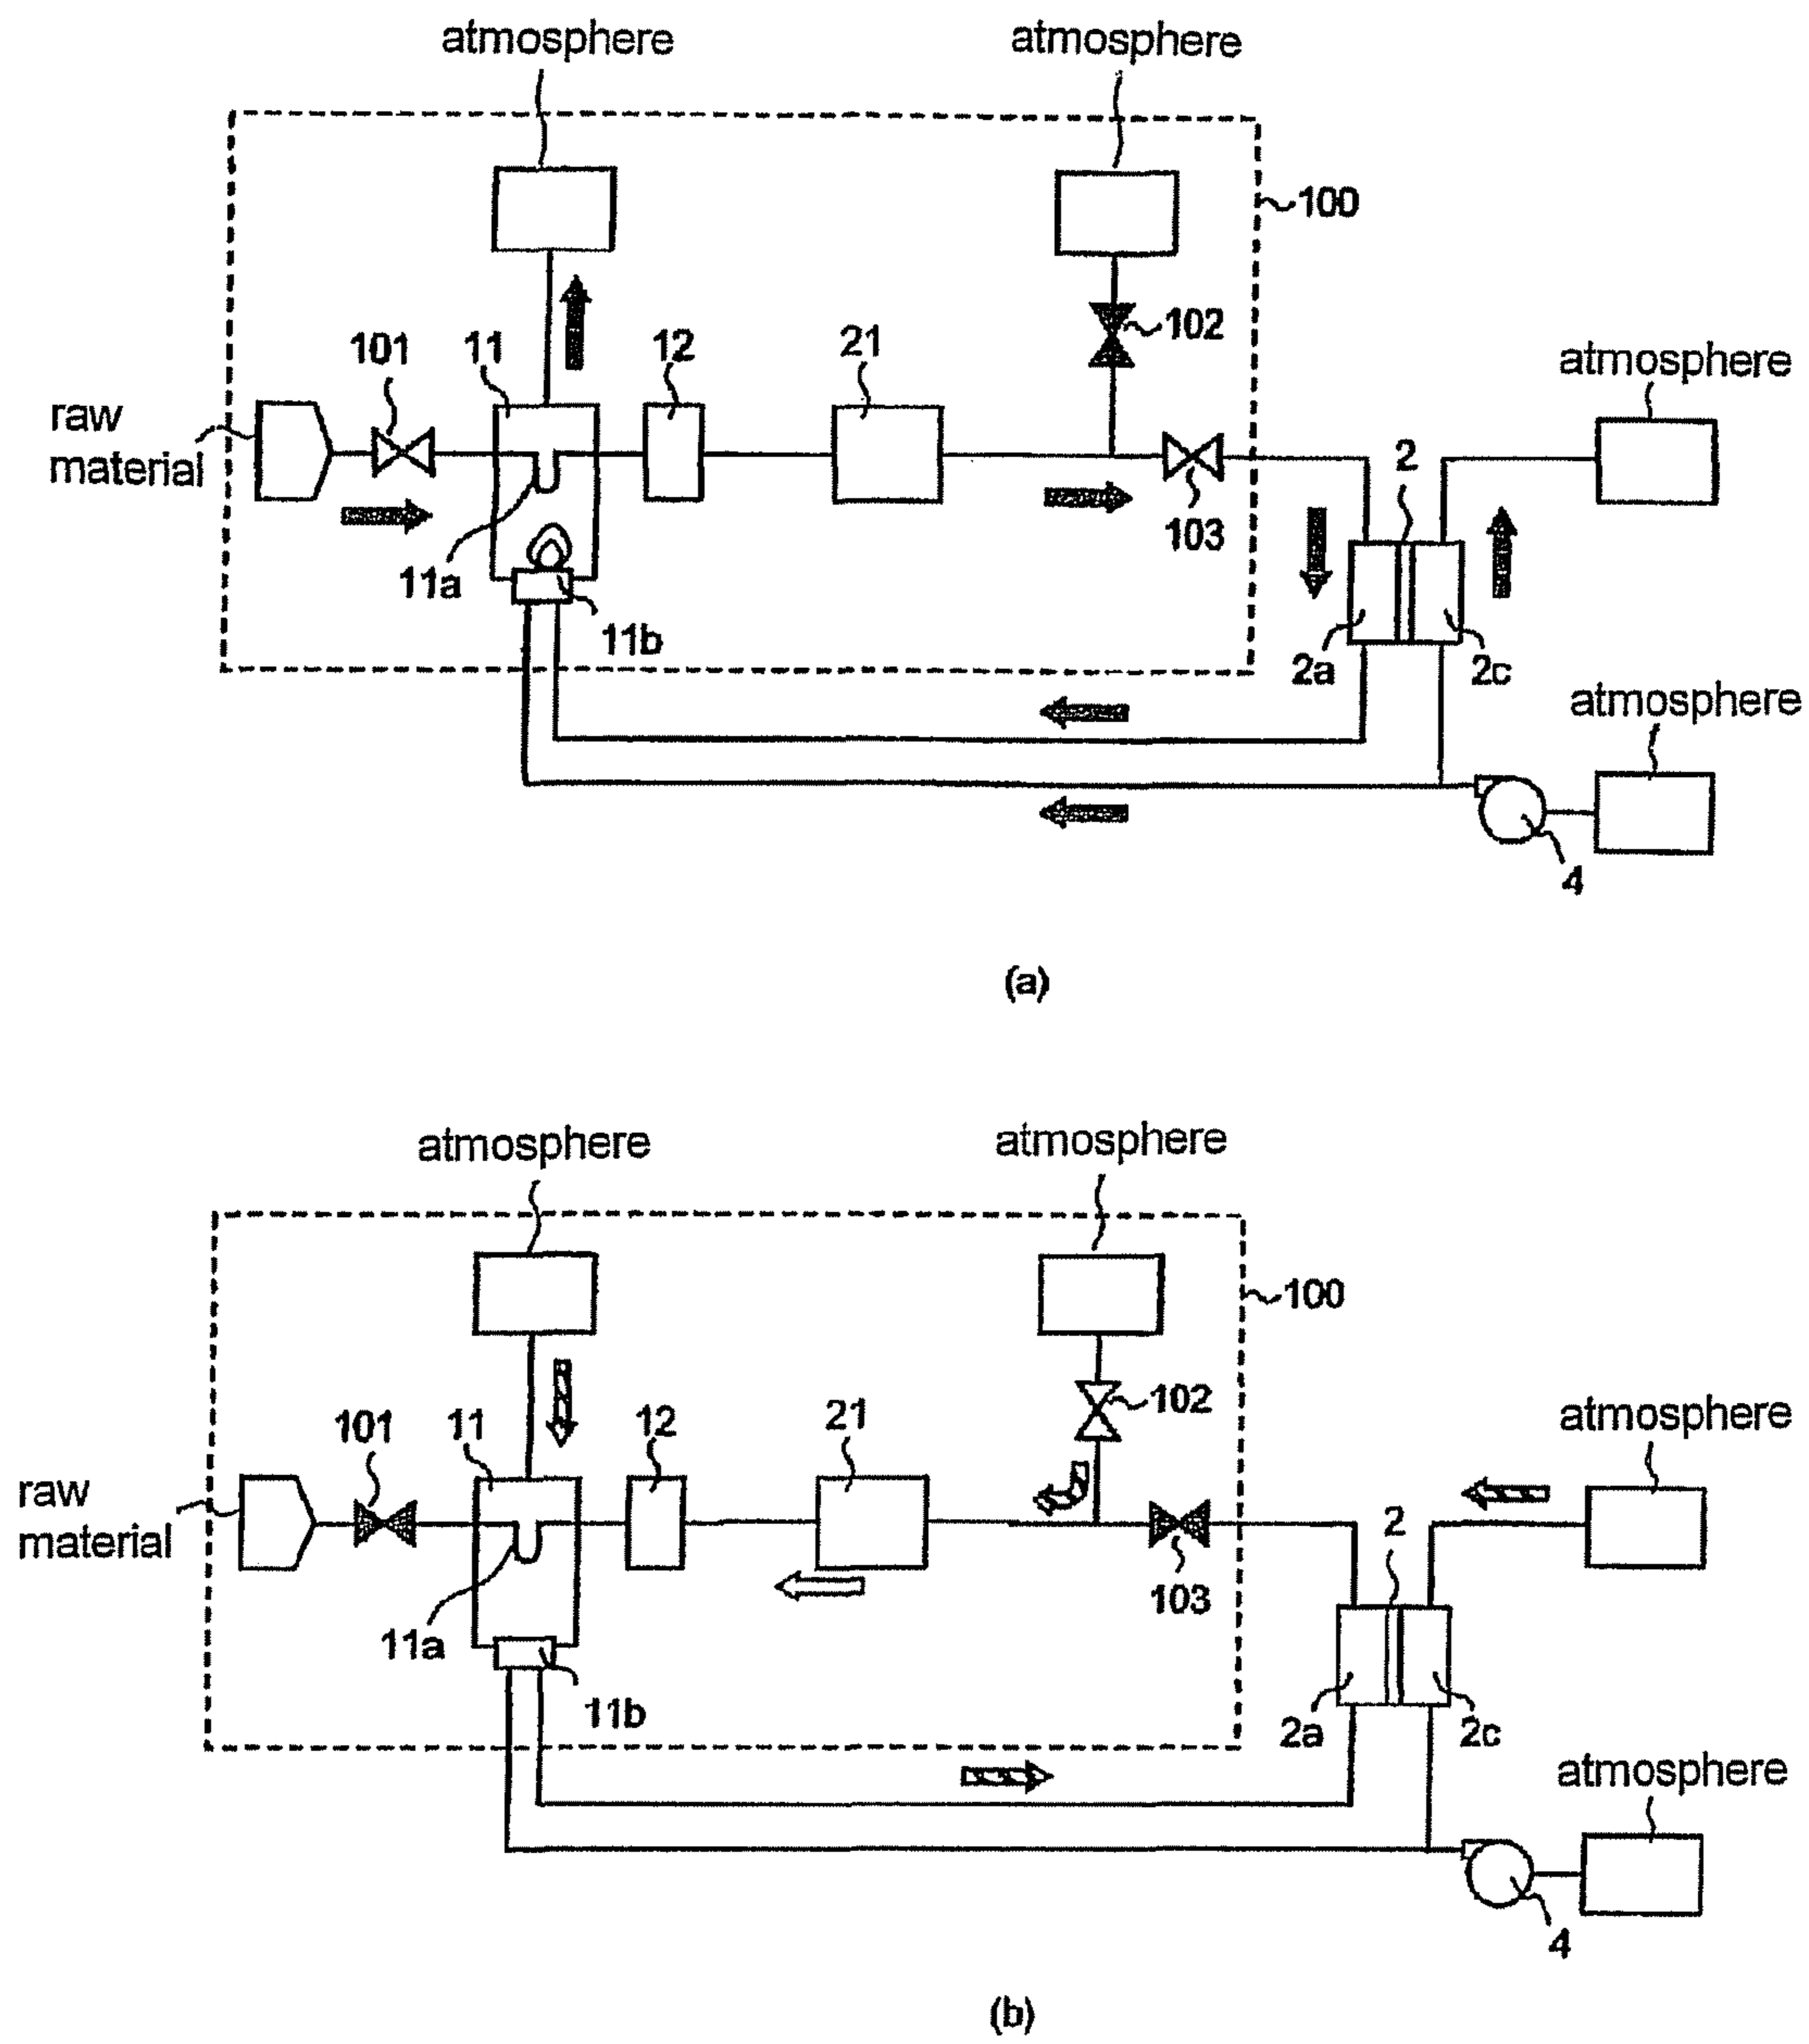 atmosphere
atmosphere
100
102
101
11
12
21
atmosphere
raw
material
2
103
11a
11b
2a
2c
atmosphere
4
(a)
atmosphere
atmosphere
100
102
101
11
12
21
atmosphere
raw
material
2
103
11a
11b
2a
2c
atmosphere
4
(b)